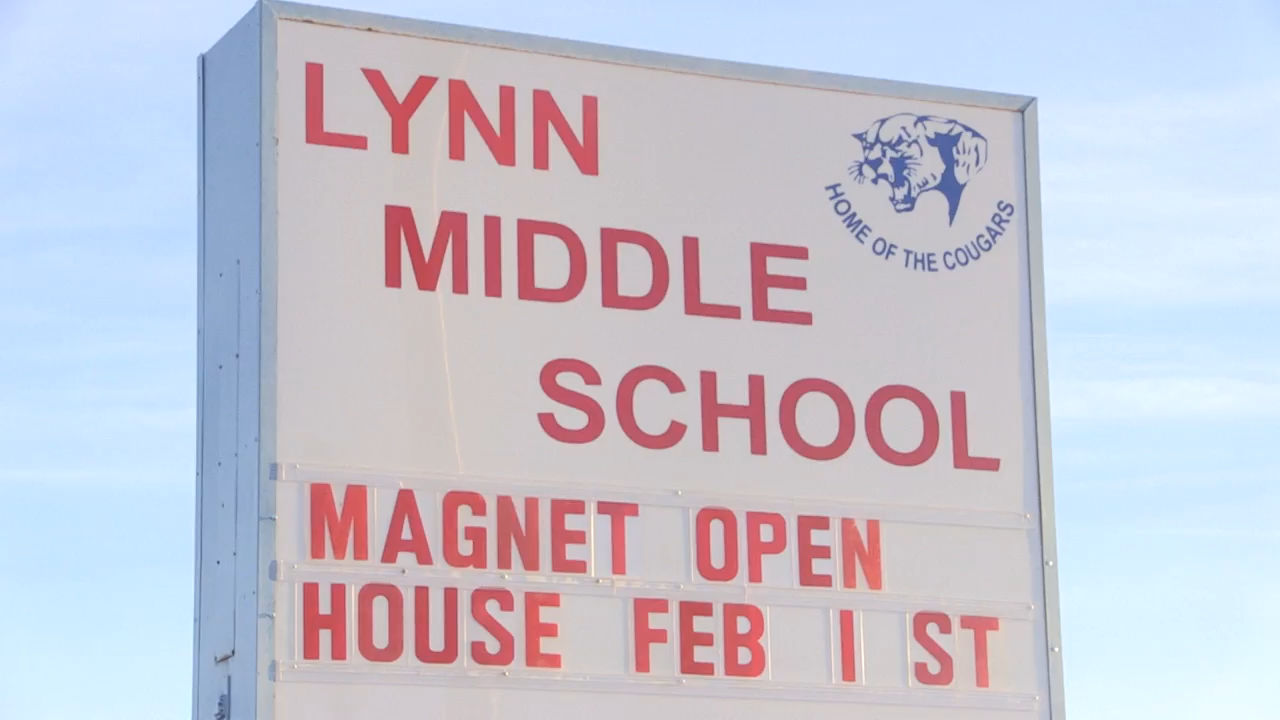 LYNN
MIDDLE
SCHOOL
HOME OF THE COUGARS
MAGNET OPEN
HOUSE FEB 1 ST